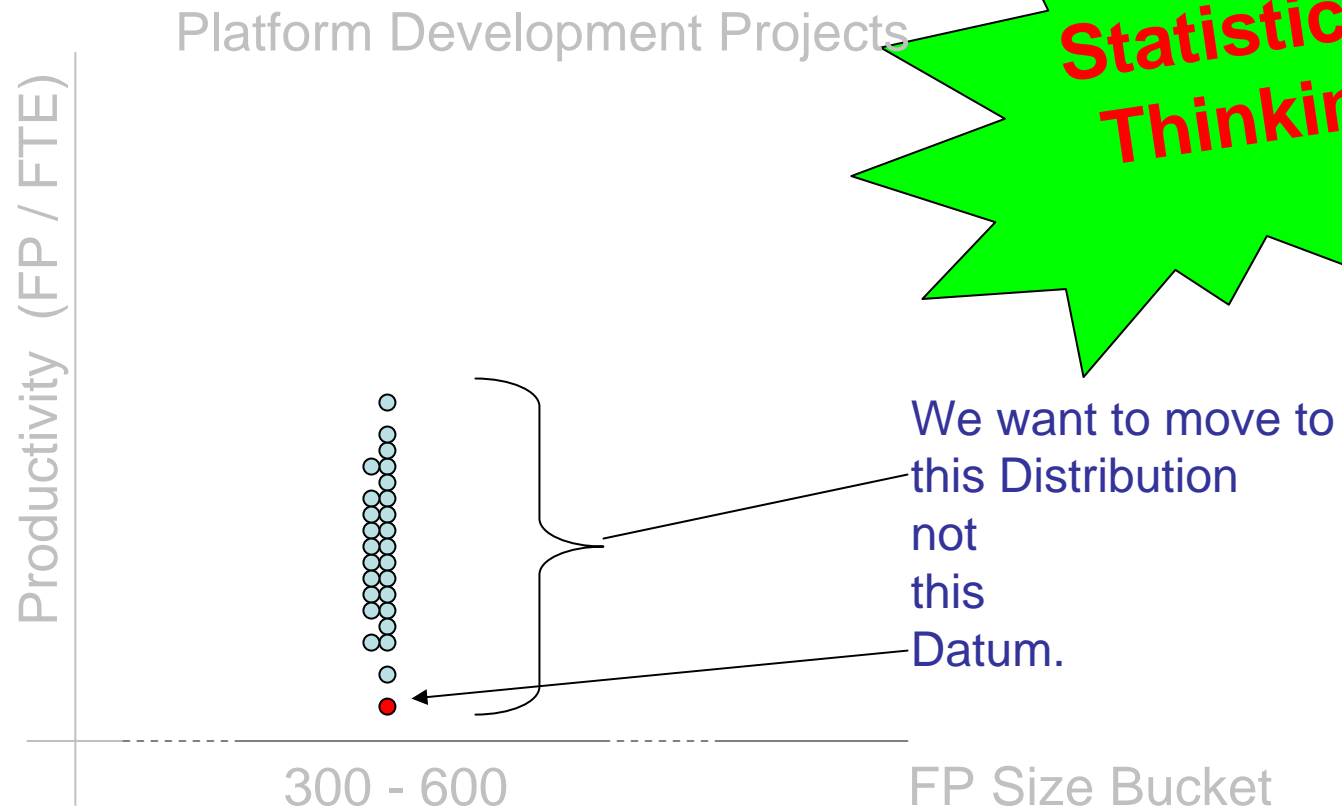 Platform Development Projects
Productivity (FP / FTE)
We want to move to
this Distribution
not
this
Datum.
300 - 600
FP Size Bucket